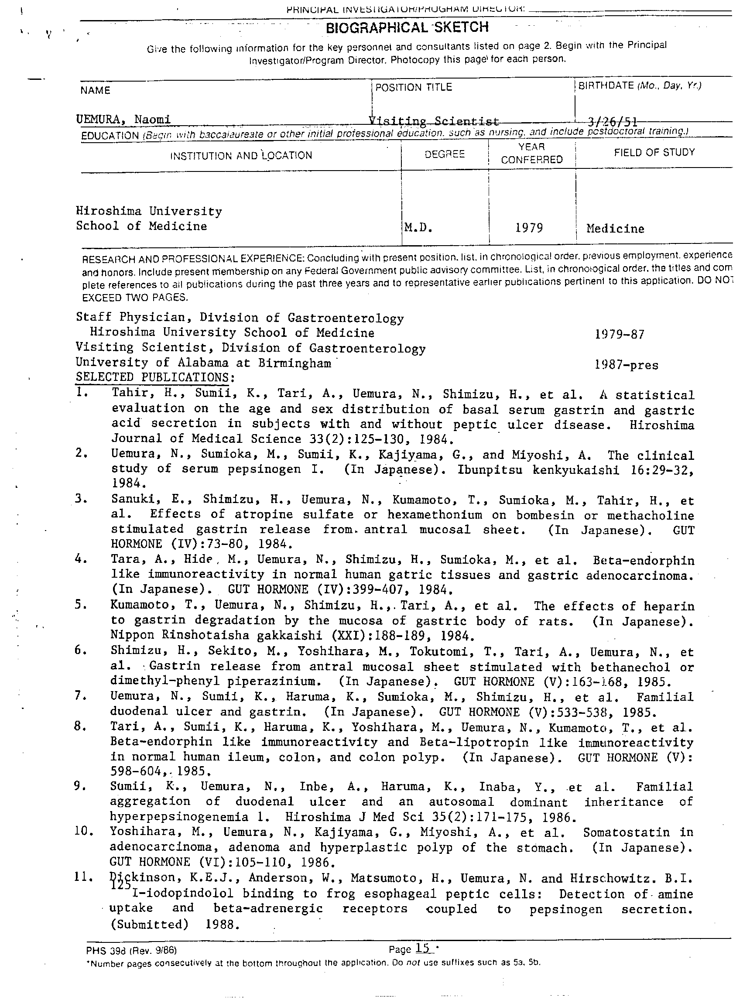 PRINCIPAL INVESTIGATOR/PROGRAM DIRECTOR:
BIOGRAPHICAL SKETCH
Give the following information for the key personnel and consultants listed on page 2. Begin with the Principal
Investigator/Program Director. Photocopy this page for each person.
NAME POSITION TITLE BIRTHDATE (Mo., Day, Yr.)
UEMURA, Naomi Visiting Scientist 3/26/51
EDUCATION (Begin with baccalaureate or other initial professional education, such as nursing, and include postdoctoral training.)
INSTITUTION AND LOCATION DEGREE YEAR CONFERRED FIELD OF STUDY
Hiroshima University
School of Medicine M.D. 1979 Medicine
RESEARCH AND PROFESSIONAL EXPERIENCE: Concluding with present position, list, in chronological order, previous employment, experience
and honors. Include present membership on any Federal Government public advisory committee. List, in chronological order, the titles and com
plete references to all publications during the past three years and to representative earlier publications pertinent to this application. DO NOT
EXCEED TWO PAGES.
Staff Physician, Division of Gastroenterology
Hiroshima University School of Medicine 1979-87
Visiting Scientist, Division of Gastroenterology
University of Alabama at Birmingham 1987-pres
SELECTED PUBLICATIONS:
1. Tahir, H., Sumii, K., Tari, A., Uemura, N., Shimizu, H., et al. A statistical
evaluation on the age and sex distribution of basal serum gastrin and gastric
acid secretion in subjects with and without peptic ulcer disease. Hiroshima
Journal of Medical Science 33(2):125-130, 1984.
2. Uemura, N., Sumioka, M., Sumii, K., Kajiyama, G., and Miyoshi, A. The clinical
study of serum pepsinogen I. (In Japanese). Ibunpitsu kenkyukaishi 16:29-32,
1984.
3. Sanuki, E., Shimizu, H., Uemura, N., Kumamoto, T., Sumioka, M., Tahir, H., et
al. Effects of atropine sulfate or hexamethonium on bombesin or methacholine
stimulated gastrin release from antral mucosal sheet. (In Japanese). GUT
HORMONE (IV):73-80, 1984.
4. Tara, A., Hide, M., Uemura, N., Shimizu, H., Sumioka, M., et al. Beta-endorphin
like immunoreactivity in normal human gatric tissues and gastric adenocarcinoma.
(In Japanese). GUT HORMONE (IV):399-407, 1984.
5. Kumamoto, T., Uemura, N., Shimizu, H., Tari, A., et al. The effects of heparin
to gastrin degradation by the mucosa of gastric body of rats. (In Japanese).
Nippon Rinshotaisha gakkaishi (XXI):188-189, 1984.
6. Shimizu, H., Sekito, M., Yoshihara, M., Tokutomi, T., Tari, A., Uemura, N., et
al. Gastrin release from antral mucosal sheet stimulated with bethanechol or
dimethyl-phenyl piperazinium. (In Japanese). GUT HORMONE (V):163-168, 1985.
7. Uemura, N., Sumii, K., Haruma, K., Sumioka, M., Shimizu, H., et al. Familial
duodenal ulcer and gastrin. (In Japanese). GUT HORMONE (V):533-538, 1985.
8. Tari, A., Sumii, K., Haruma, K., Yoshihara, M., Uemura, N., Kumamoto, T., et al.
Beta-endorphin like immunoreactivity and Beta-lipotropin like immunoreactivity
in normal human ileum, colon, and colon polyp. (In Japanese). GUT HORMONE (V):
598-604, 1985.
9. Sumii, K., Uemura, N., Inbe, A., Haruma, K., Inaba, Y., et al. Familial
aggregation of duodenal ulcer and an autosomal dominant inheritance of
hyperpepsinogenemia 1. Hiroshima J Med Sci 35(2):171-175, 1986.
10. Yoshihara, M., Uemura, N., Kajiyama, G., Miyoshi, A., et al. Somatostatin in
adenocarcinoma, adenoma and hyperplastic polyp of the stomach. (In Japanese).
GUT HORMONE (VI):105-110, 1986.
11. Dickinson, K.E.J., Anderson, W., Matsumoto, H., Uemura, N. and Hirschowitz. B.I.
125I-iodopindolol binding to frog esophageal peptic cells: Detection of amine
uptake and beta-adrenergic receptors coupled to pepsinogen secretion.
(Submitted) 1988.
PHS 398 (Rev. 9/86) Page 15 *
*Number pages consecutively at the bottom throughout the application. Do not use suffixes such as 5a, 5b.